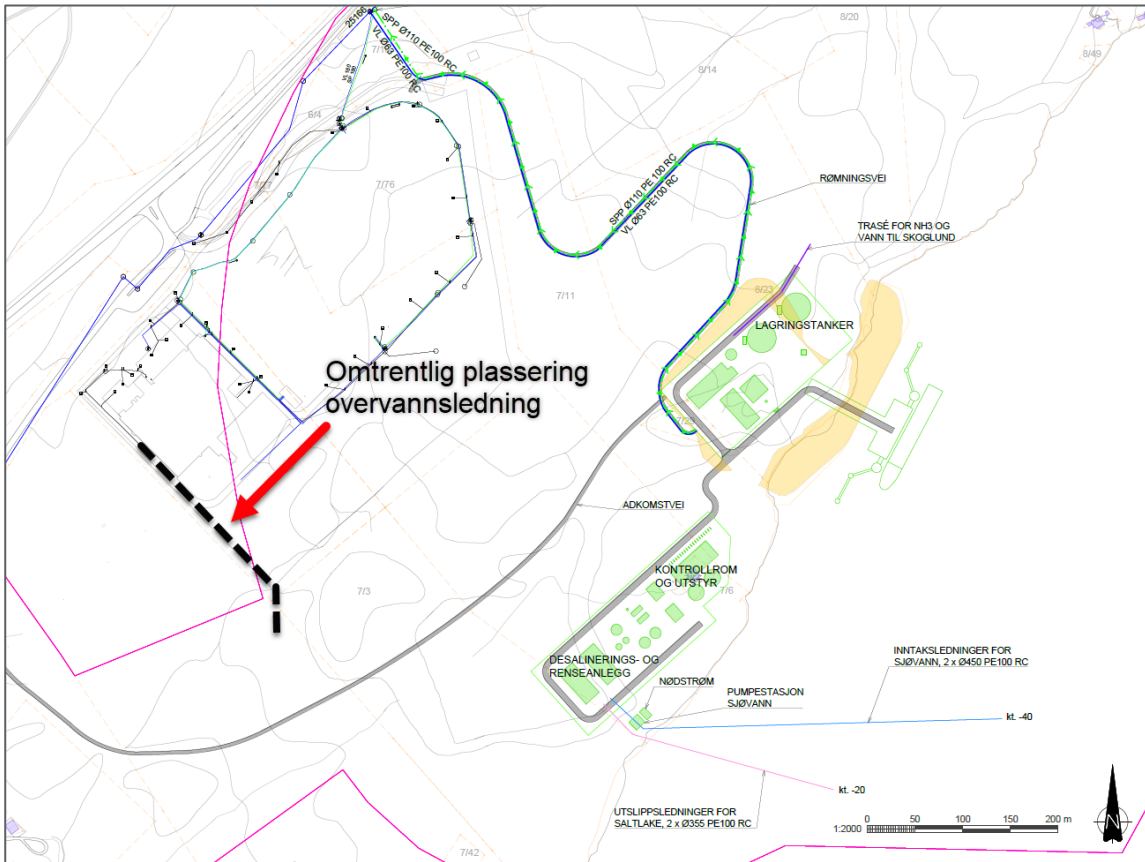 25166
SPP Ø110 PE100 RC
VL Ø63 PE100 RC
8/20
8/49
8/14
6/4
7/76
SPP Ø110 PE 100 RC
VL Ø63 PE100 RC
RØMNINGSVEI
TRASÉ FOR NH3 OG
VANN TIL SKOGLUND
7/11
LAGRINGSTANKER
Omtrentlig plassering
overvannsledning
ADKOMSTVEI
KONTROLLROM
OG UTSTYR
7/3
7/6
DESALINERINGS- OG
RENSEANLEGG
NØDSTRØM
PUMPESTASJON
SJØVANN
INNTAKSLEDNINGER FOR
SJØVANN, 2 x Ø450 PE100 RC
kt. -40
kt. -20
UTSLIPPSLEDNINGER FOR
SALTLAKE, 2 x Ø355 PE100 RC
0 50 100 150 200 m
1:2000
N
7/42